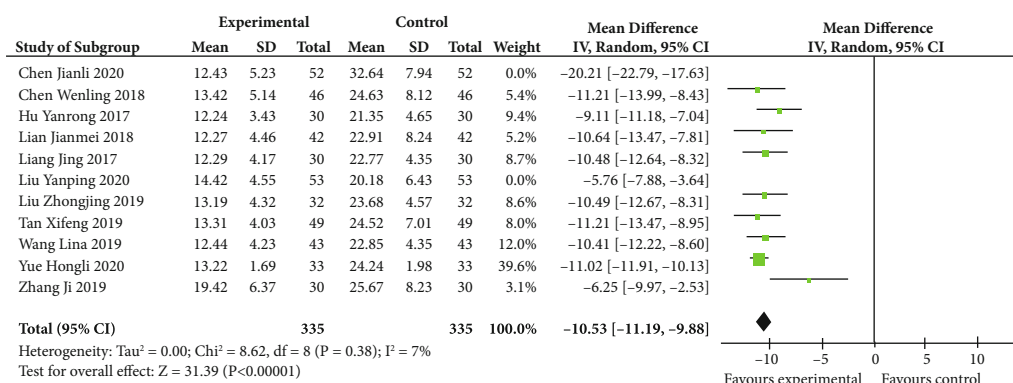 Experimental Control Mean Difference Mean Difference
Study of Subgroup Mean SD Total Mean SD Total Weight IV, Random, 95% CI IV, Random, 95% CI
Chen Jianli 2020 12.43 5.23 52 32.64 7.94 52 0.0% −20.21 [−22.79, −17.63]
Chen Wenling 2018 13.42 5.14 46 24.63 8.12 46 5.4% −11.21 [−13.99, −8.43]
Hu Yanrong 2017 12.24 3.43 30 21.35 4.65 30 9.4% −9.11 [−11.18, −7.04]
Lian Jianmei 2018 12.27 4.46 42 22.91 8.24 42 5.2% −10.64 [−13.47, −7.81]
Liang Jing 2017 12.29 4.17 30 22.77 4.35 30 8.7% −10.48 [−12.64, −8.32]
Liu Yanping 2020 14.42 4.55 53 20.18 6.43 53 0.0% −5.76 [−7.88, −3.64]
Liu Zhongjing 2019 13.19 4.32 32 23.68 4.57 32 8.6% −10.49 [−12.67, −8.31]
Tan Xifeng 2019 13.31 4.03 49 24.52 7.01 49 8.0% −11.21 [−13.47, −8.95]
Wang Lina 2019 12.44 4.23 43 22.85 4.35 43 12.0% −10.41 [−12.22, −8.60]
Yue Hongli 2020 13.22 1.69 33 24.24 1.98 33 39.6% −11.02 [−11.91, −10.13]
Zhang Ji 2019 19.42 6.37 30 25.67 8.23 30 3.1% −6.25 [−9.97, −2.53]
Total (95% CI) 335 335 100.0% −10.53 [−11.19, −9.88]
Heterogeneity: Tau² = 0.00; Chi² = 8.62, df = 8 (P = 0.38); I² = 7%
Test for overall effect: Z = 31.39 (P<0.00001)
−10 −5 0 5 10
Favours experimental Favours control